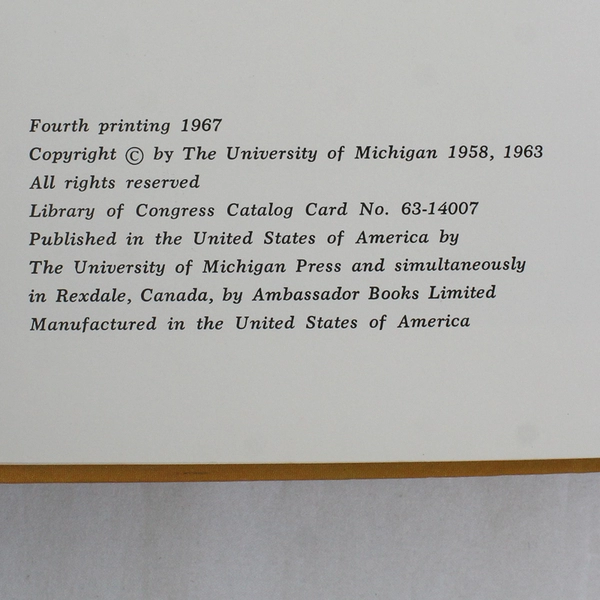 Fourth printing 1967
Copyright © by The University of Michigan 1958, 1963
All rights reserved
Library of Congress Catalog Card No. 63-14007
Published in the United States of America by
The University of Michigan Press and simultaneously
in Rexdale, Canada, by Ambassador Books Limited
Manufactured in the United States of America